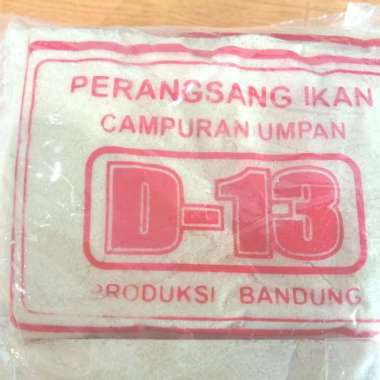 PERANGSANG IKAN
CAMPURAN UMPAN
D-13
PRODUKSI BANDUNG